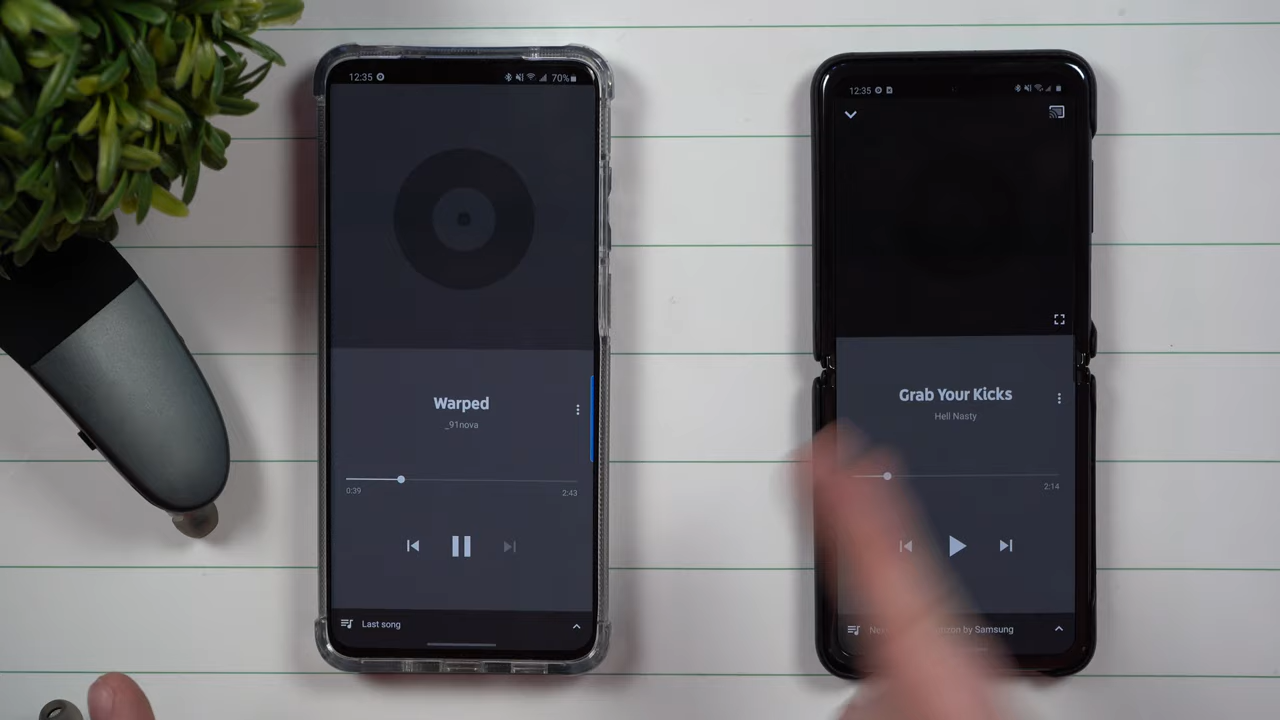 12:35
70%
Warped
_91nova
0:39
2:43
Last song
12:35
Grab Your Kicks
Hell Nasty
2:14
by Samsung